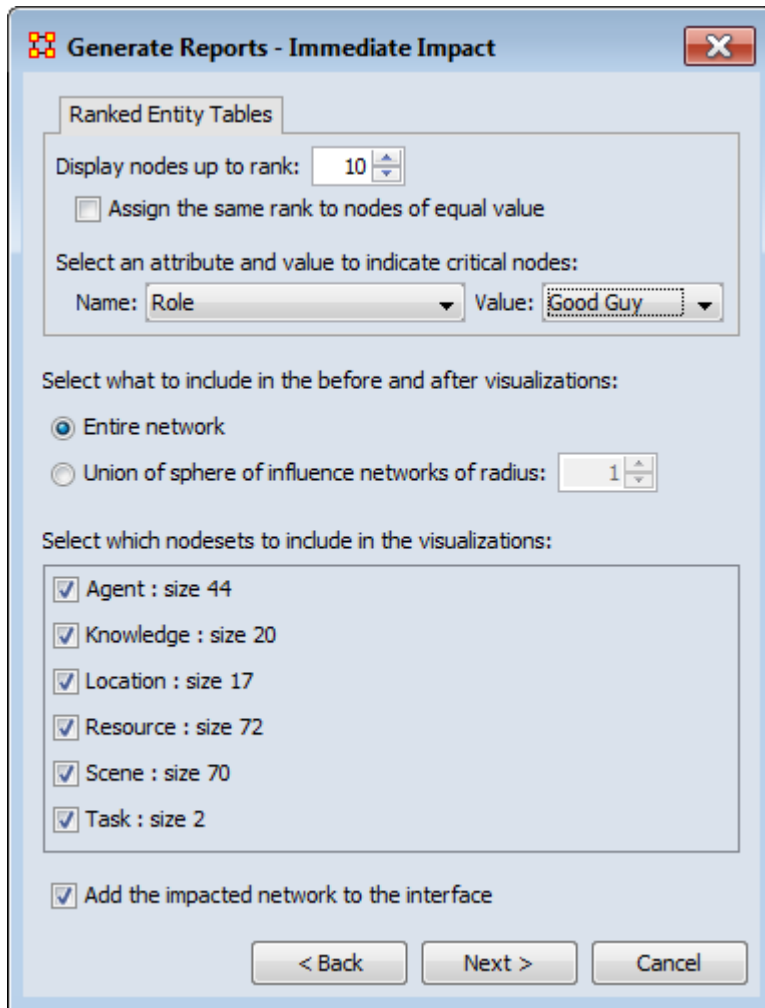 Generate Reports - Immediate Impact
Ranked Entity Tables
Display nodes up to rank: 10
Assign the same rank to nodes of equal value
Select an attribute and value to indicate critical nodes:
Name: Role Value: Good Guy
Select what to include in the before and after visualizations:
Entire network
Union of sphere of influence networks of radius: 1
Select which nodesets to include in the visualizations:
Agent : size 44
Knowledge : size 20
Location : size 17
Resource : size 72
Scene : size 70
Task : size 2
Add the impacted network to the interface
< Back Next > Cancel